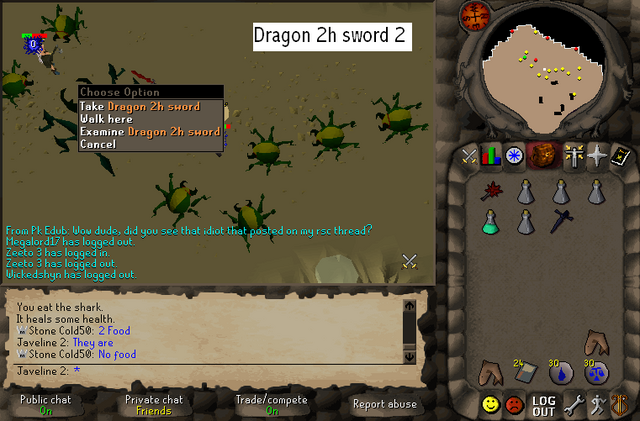 Dragon 2h sword 2
0
Choose Option
Take Dragon 2h sword
Walk here
Examine Dragon 2h sword
Cancel
From Pk Edub: Wow dude, did you see that idiot that posted on my rsc thread?
Megalord17 has logged out.
Zeeto 3 has logged in.
Zeeto 3 has logged out.
Wickedshyn has logged out.
You eat the shark.
It heals some health.
Stone Cold50: 2 Food
Javeline 2: They are
Stone Cold50: No food
Javeline 2: *
24
30
30
Public chat
On
Private chat
Friends
Trade/compete
On
Report abuse
LOG
OUT